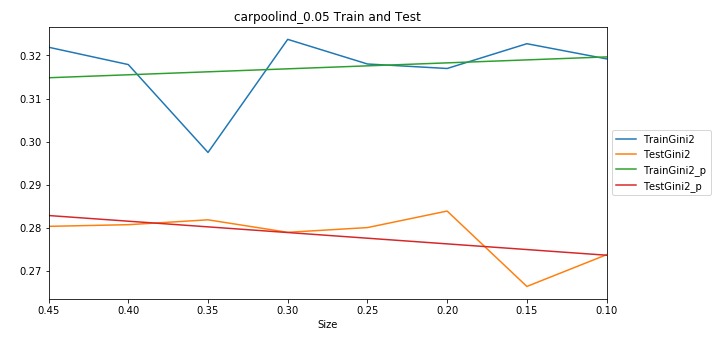 carpoolind_0.05 Train and Test
0.32
0.31
0.30
0.29
0.28
0.27
0.45 0.40 0.35 0.30 0.25 0.20 0.15 0.10
Size
TrainGini2
TestGini2
TrainGini2_p
TestGini2_p